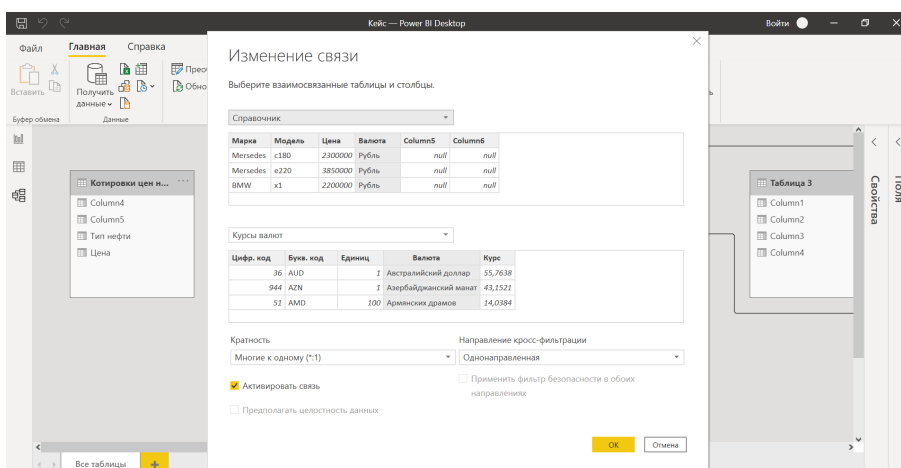 Кейс — Power BI Desktop
Войти
Файл Главная Справка
Вставить
Получить данные
Буфер обмена
Данные
Изменение связи
Выберите взаимосвязанные таблицы и столбцы.
Справочник
Марка Модель Цена Валюта Column5 Column6
Mersedes c180 2300000 Рубль null null
Mersedes e220 3850000 Рубль null null
BMW x1 2200000 Рубль null null
Курсы валют
Цифр. код Букв. код Единиц Валюта Курс
36 AUD 1 Австралийский доллар 55,7638
944 AZN 1 Азербайджанский манат 43,1521
51 AMD 100 Армянских драмов 14,0384
Кратность
Многие к одному (*:1)
Направление кросс-фильтрации
Однонаправленная
Активировать связь
Применить фильтр безопасности в обоих
направлениях
Предполагать целостность данных
ОК Отмена
Котировки цен н...
Column4
Column5
Тип нефти
Цена
Таблица 3
Column1
Column2
Column3
Column4
Свойства
Поля
Все таблицы